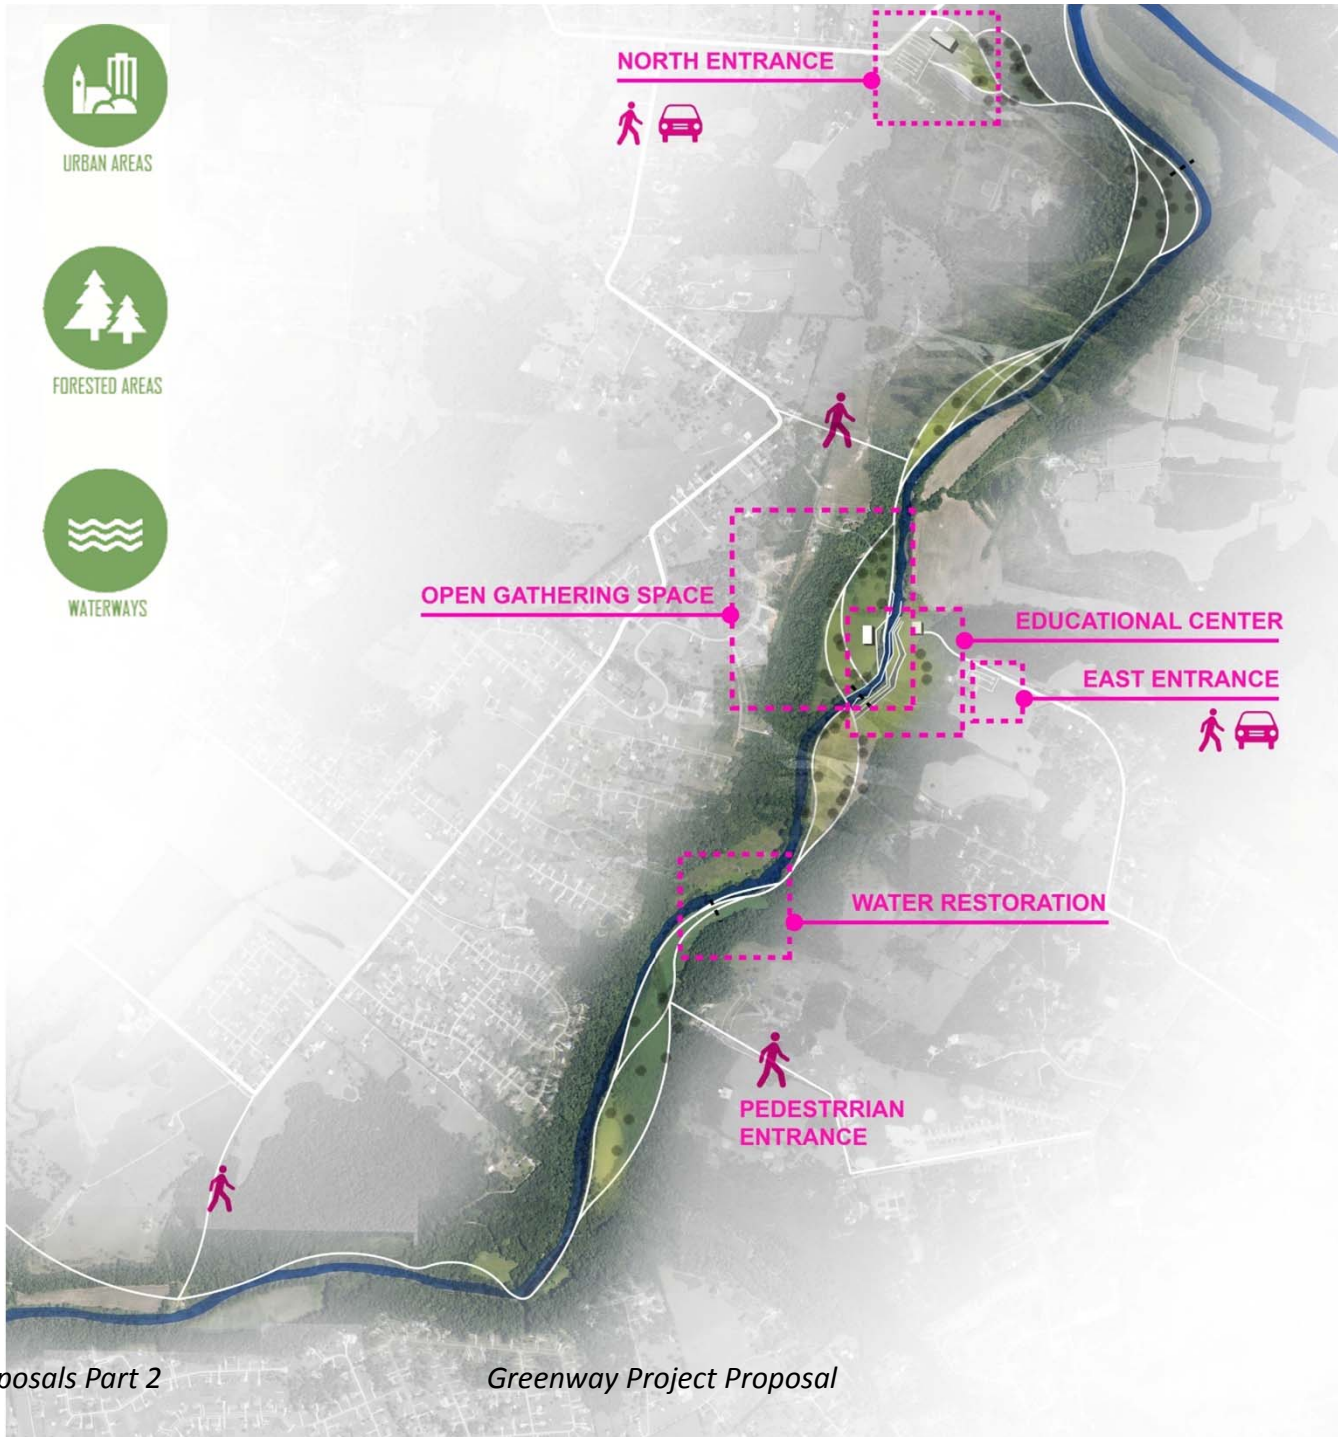 URBAN AREAS
FORESTED AREAS
WATERWAYS
NORTH ENTRANCE
OPEN GATHERING SPACE
EDUCATIONAL CENTER
EAST ENTRANCE
WATER RESTORATION
PEDESTRRIAN
ENTRANCE
posals Part 2
Greenway Project Proposal